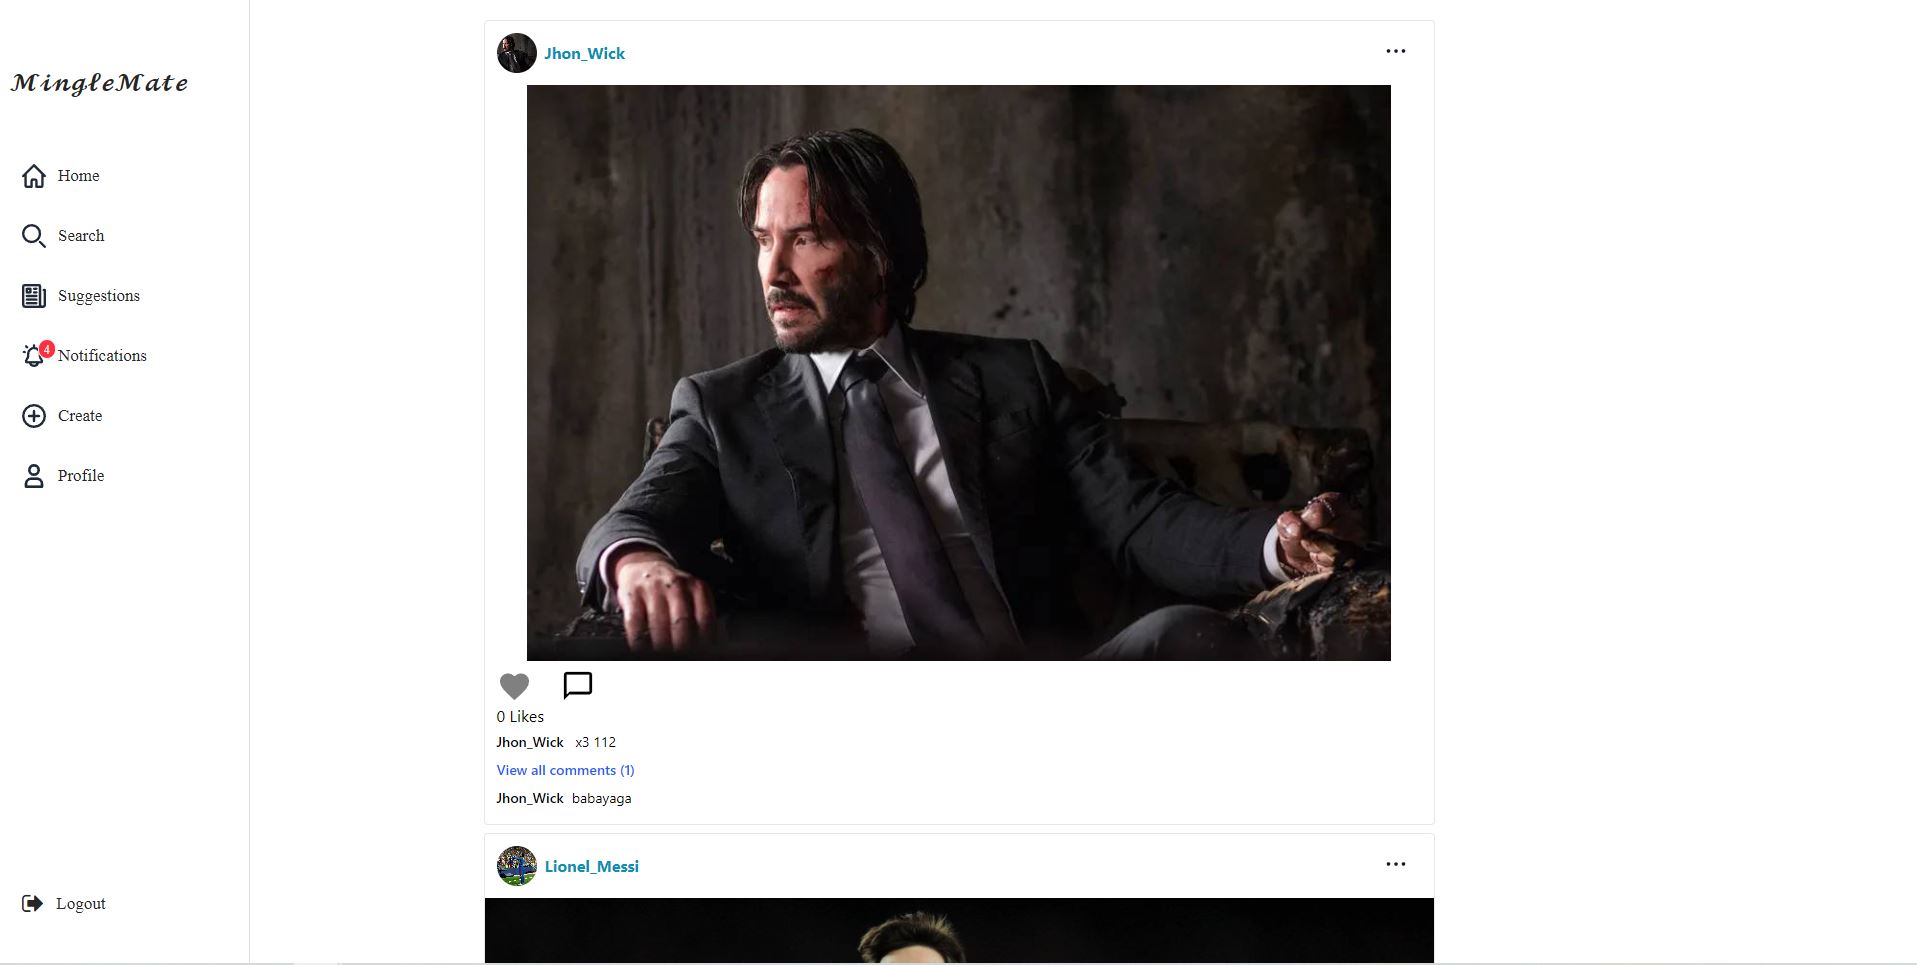 MingleMate
Home
Search
Suggestions
4
Notifications
Create
Profile
Logout
Jhon_Wick
0 Likes
Jhon_Wick x3 112
View all comments (1)
Jhon_Wick babayaga
Lionel_Messi